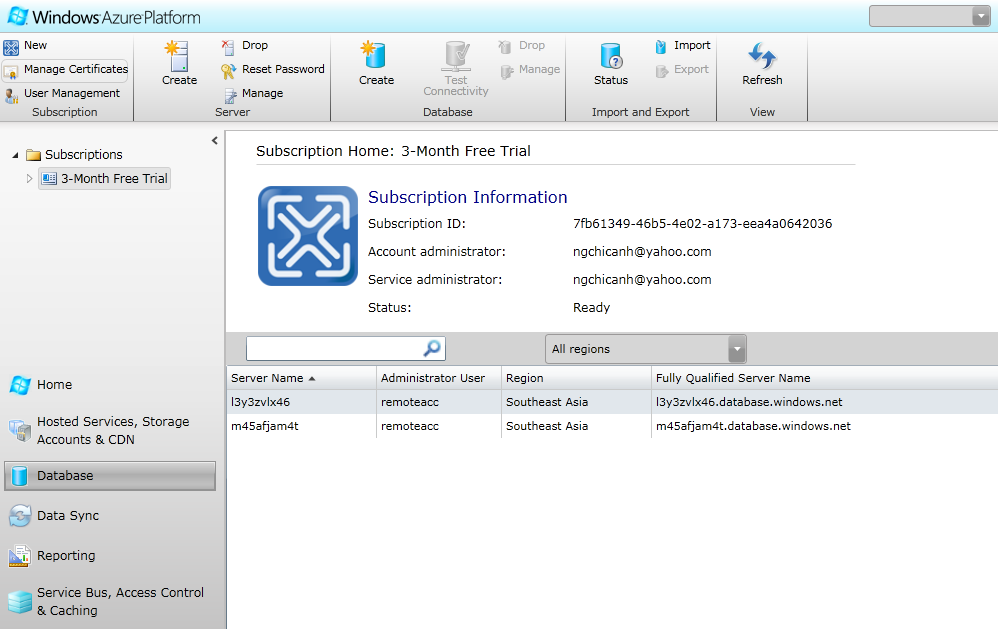 Windows Azure Platform
New
Manage Certificates
User Management
Subscription
Create
Drop
Reset Password
Manage
Server
Create
Test
Connectivity
Drop
Manage
Database
Status
Import
Export
Import and Export
Refresh
View
Subscriptions
3-Month Free Trial
Home
Hosted Services, Storage
Accounts & CDN
Database
Data Sync
Reporting
Service Bus, Access Control
& Caching
Subscription Home: 3-Month Free Trial
Subscription Information
Subscription ID: 7fb61349-46b5-4e02-a173-eea4a0642036
Account administrator: ngchicanh@yahoo.com
Service administrator: ngchicanh@yahoo.com
Status: Ready
All regions
Server Name Administrator User Region Fully Qualified Server Name
l3y3zvlx46 remoteacc Southeast Asia l3y3zvlx46.database.windows.net
m45afjam4t remoteacc Southeast Asia m45afjam4t.database.windows.net